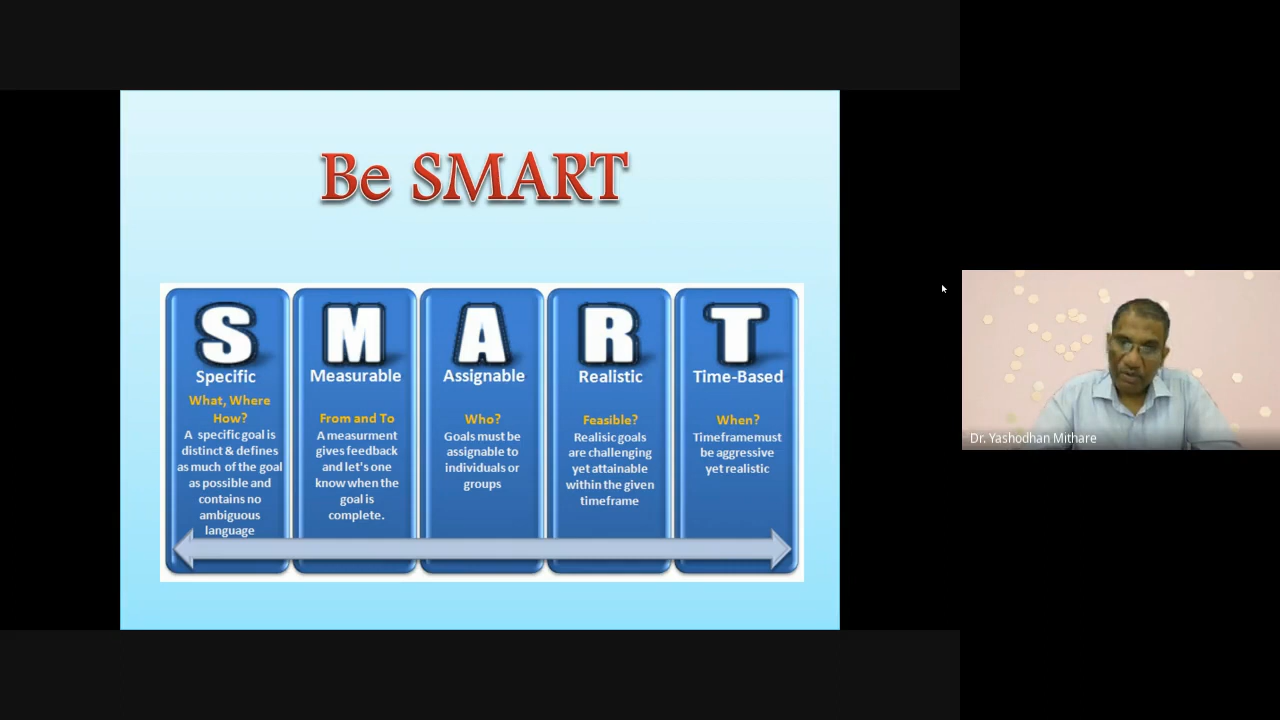 Be SMART
S
Specific
What, Where
How?
A specific goal is
distinct & defines
as much of the goal
as possible and
contains no
ambiguous
language
M
Measurable
From and To
A measurment
gives feedback
and let's one
know when the
goal is
complete.
A
Assignable
Who?
Goals must be
assignable to
individuals or
groups
R
Realistic
Feasible?
Realisic goals
are challenging
yet attainable
within the given
timeframe
T
Time-Based
When?
Timeframemust
be aggressive
yet realistic
Dr. Yashodhan Mithare